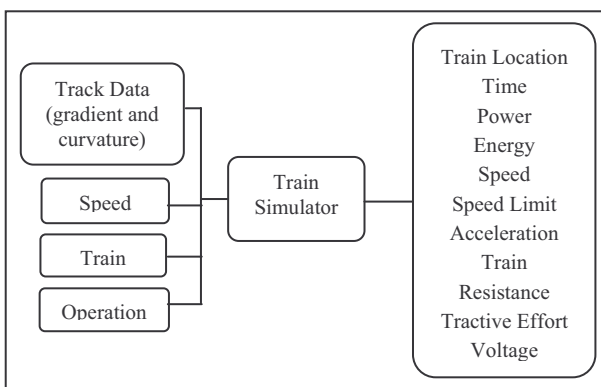 Track Data
(gradient and
curvature)
Speed
Train
Operation
Train
Simulator
Train Location
Time
Power
Energy
Speed
Speed Limit
Acceleration
Train
Resistance
Tractive Effort
Voltage